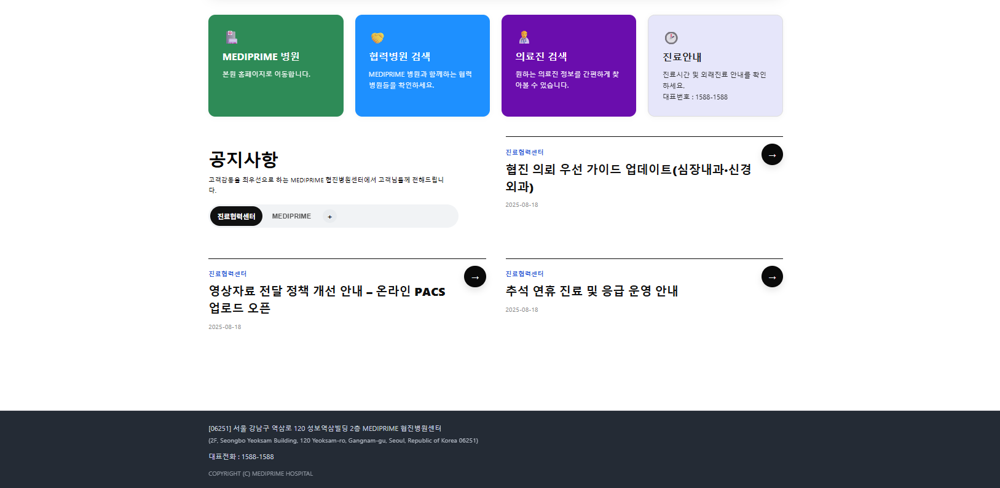 MEDIPRIME 병원
본원 홈페이지로 이동합니다.
협력병원 검색
MEDIPRIME 병원과 함께하는 협력
병원들을 확인하세요.
의료진 검색
원하는 의료진 정보를 간편하게 찾
아볼 수 있습니다.
진료안내
진료시간 및 외래진료 안내를 확인
하세요.
대표번호 : 1588-1588
공지사항
고객감동을 최우선으로 하는 MEDIPRIME 협진병원센터에서 고객님들께 전해드립니
다.
진료협력센터 MEDIPRIME +
진료협력센터
→
협진 의뢰 우선 가이드 업데이트(심장내과·신경
외과)
2025-08-18
진료협력센터
→
영상자료 전달 정책 개선 안내 – 온라인 PACS
업로드 오픈
2025-08-18
진료협력센터
→
추석 연휴 진료 및 응급 운영 안내
2025-08-18
[06251] 서울 강남구 역삼로 120 성보역삼빌딩 2층 MEDIPRIME 협진병원센터
(2F, Seongbo Yeoksam Building, 120 Yeoksam-ro, Gangnam-gu, Seoul, Republic of Korea 06251)
대표전화 : 1588-1588
COPYRIGHT (C) MEDIPRIME HOSPITAL